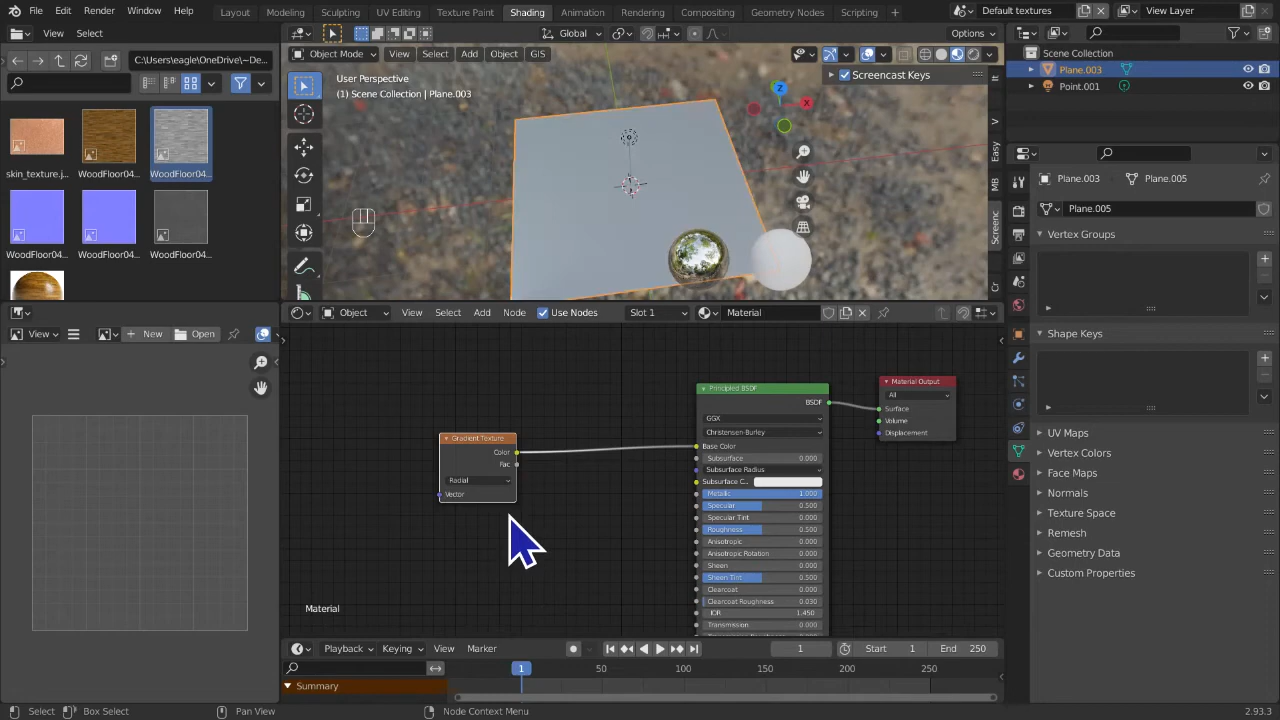 File Edit Render Window Help Layout Modeling Sculpting UV Editing Texture Paint Shading Animation Rendering Compositing Geometry Nodes Scripting + Default textures View Layer
View Select
C:\Users\eagle\OneDrive\~De...
skin_texture.j... WoodFloor04... WoodFloor04...
WoodFloor04... WoodFloor04... WoodFloor04...
Global Options
Object Mode View Select Add Object GIS
User Perspective
(1) Scene Collection | Plane.003
Screencast Keys
Z
X
Easy
MB
Screenc
Scene Collection
Plane.003
Point.001
Plane.003 Plane.005
Plane.005
Vertex Groups
Shape Keys
UV Maps
Vertex Colors
Face Maps
Normals
Texture Space
Remesh
Geometry Data
Custom Properties
View New Open
Object View Select Add Node Use Nodes Slot 1 Material
Gradient Texture
Color
Fac
Radial
Vector
Principled BSDF
BSDF
GGX
Christensen-Burley
Base Color
Subsurface 0.000
Subsurface Radius
Subsurface C...
Metallic 1.000
Specular 0.500
Specular Tint 0.000
Roughness 0.500
Anisotropic 0.000
Anisotropic Rotation 0.000
Sheen 0.000
Sheen Tint 0.500
Clearcoat 0.000
Clearcoat Roughness 0.030
IOR 1.450
Transmission 0.000
Material Output
All
Surface
Volume
Displacement
Material
Playback Keying View Marker 1 Start 1 End 250
1 50 100 150 200 250
Summary
Select Box Select Pan View Node Context Menu 2.93.3